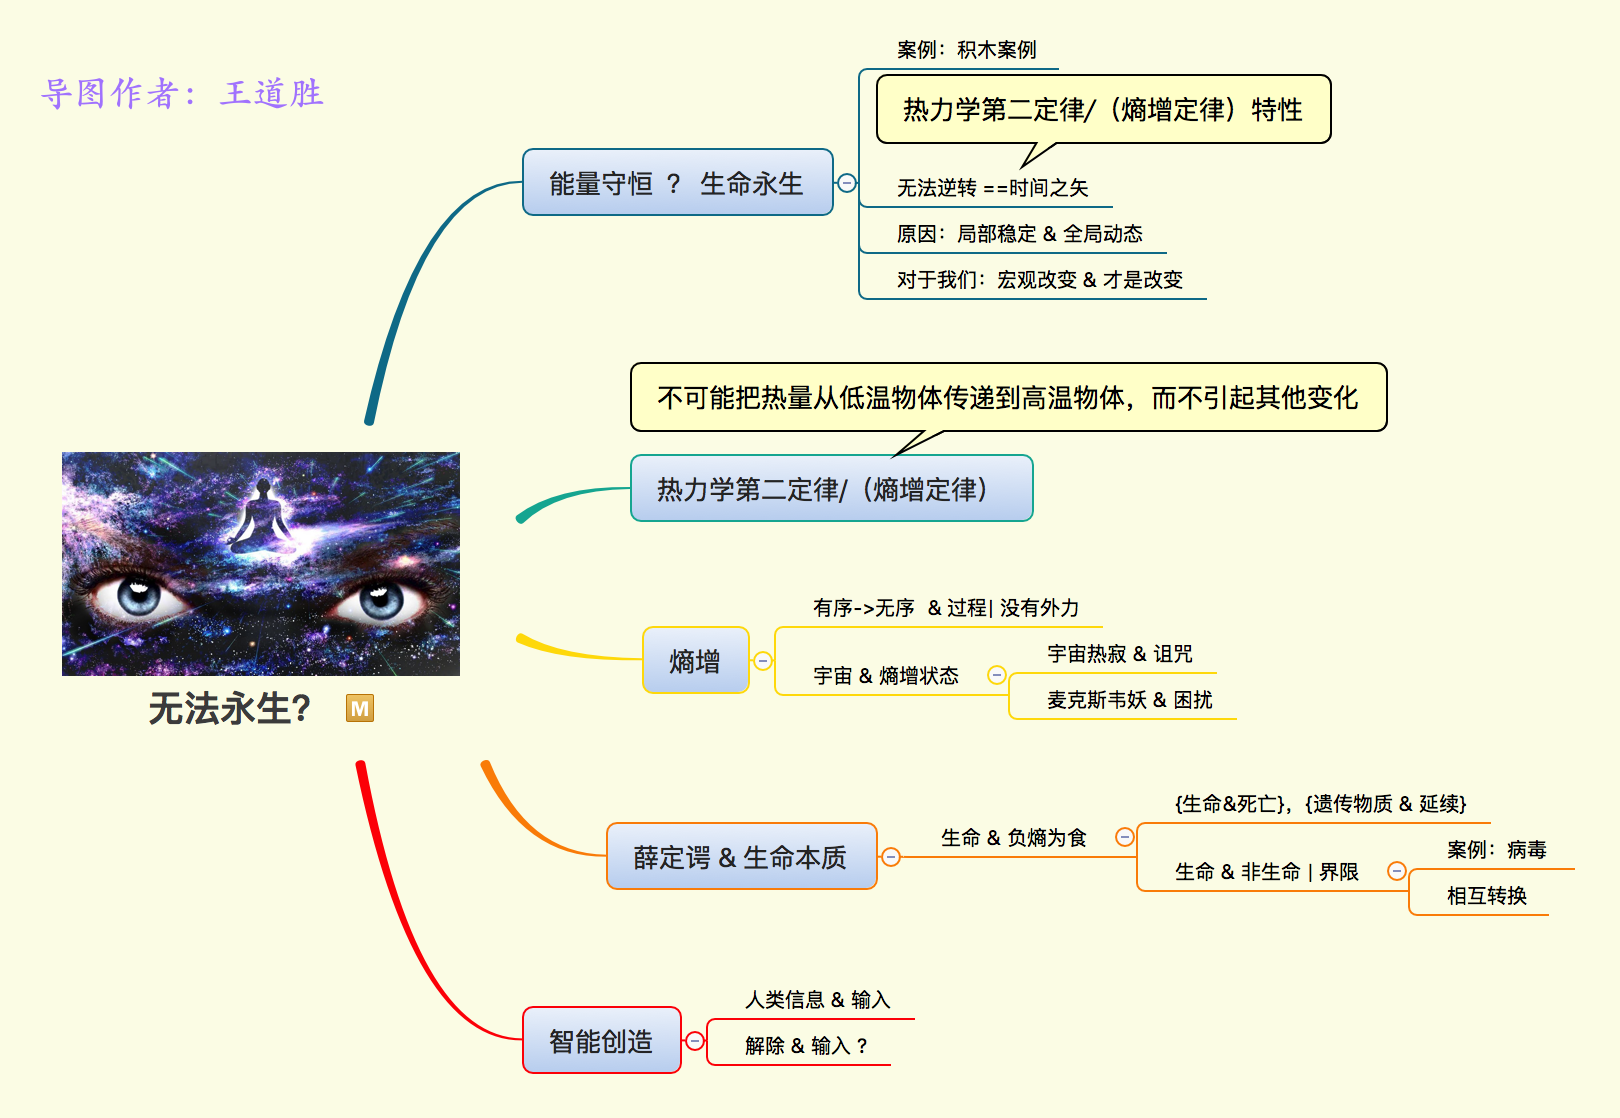 导图作者：王道胜
案例：积木案例
热力学第二定律/（熵增定律）特性
能量守恒 ？ 生命永生
无法逆转 ==时间之矢
原因：局部稳定 & 全局动态
对于我们：宏观改变 & 才是改变
不可能把热量从低温物体传递到高温物体，而不引起其他变化
热力学第二定律/（熵增定律）
无法永生？
M
熵增
有序->无序 & 过程| 没有外力
宇宙 & 熵增状态
宇宙热寂 & 诅咒
麦克斯韦妖 & 困扰
薛定谔 & 生命本质
生命 & 负熵为食
{生命&死亡}，{遗传物质 & 延续}
生命 & 非生命 | 界限
案例：病毒
相互转换
智能创造
人类信息 & 输入
解除 & 输入 ?